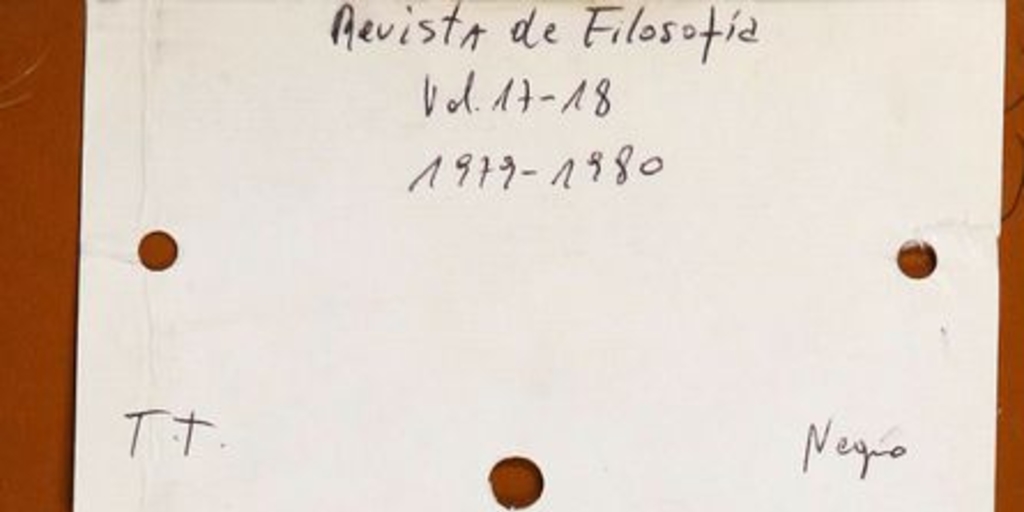 Revista de Filosofía
Vol. 17-18
1979-1980
T.T.
Negro